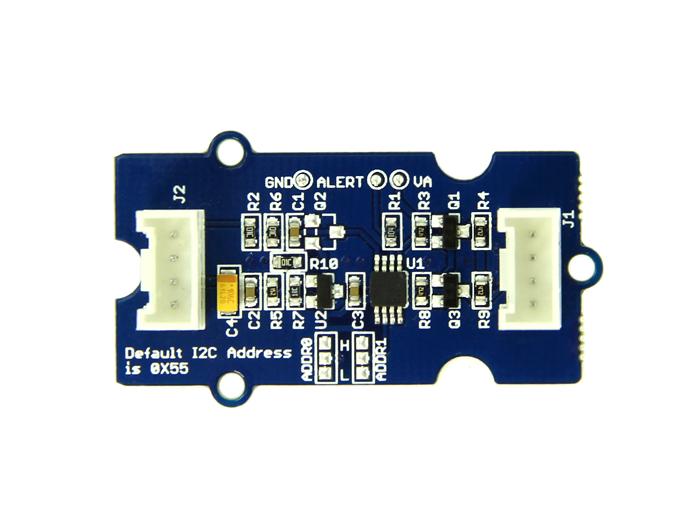 GND ALERT VA
J2
R2
R6
C1
Q2
R1
R3
Q1
R4
J1
R10
U1
C4
C2
R5
R7
U2
C3
R8
Q3
R9
Default I2C Address
is 0X55
ADDR0
H
L
ADDR1